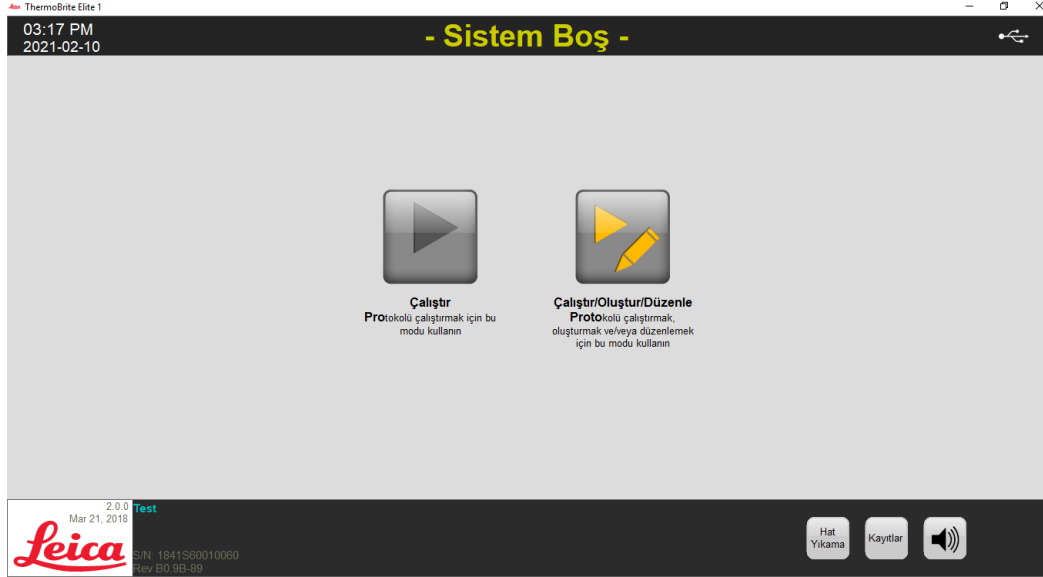 ThermoBrite Elite 1
03:17 PM
2021-02-10
- Sistem Boş -
Çalıştır
Protokolü çalıştırmak için bu
modu kullanın
Çalıştır/Oluştur/Düzenle
Protokolü çalıştırmak,
oluşturmak ve/veya düzenlemek
için bu modu kullanın
2.0.0
Mar 21, 2018
Leica
Test
S/N: 1841S60010060
Rev B0.9B-89
Hat
Yıkama
Kayıtlar